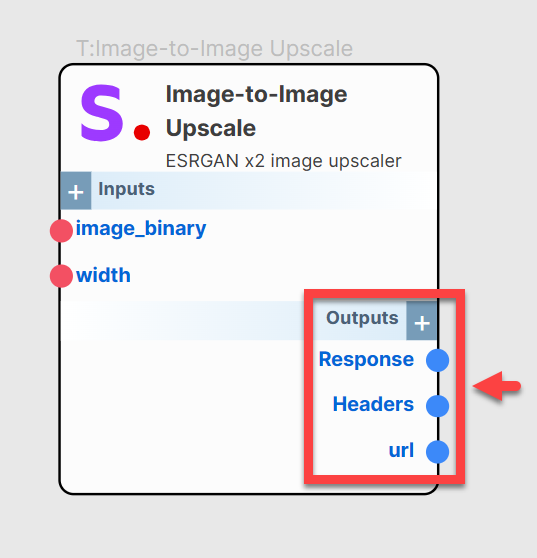 T:Image-to-Image Upscale
S.
Image-to-Image
Upscale
ESRGAN x2 image upscaler
+ Inputs
image_binary
width
Outputs +
Response
Headers
url